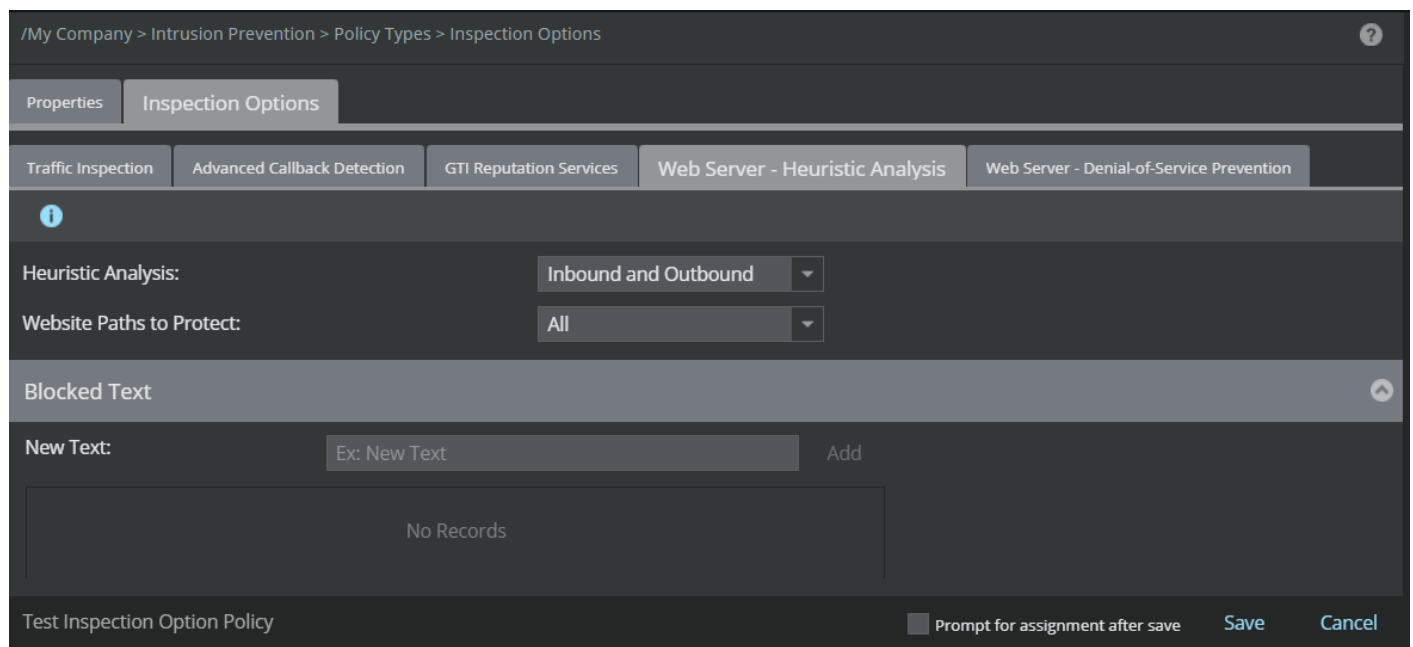 /My Company > Intrusion Prevention > Policy Types > Inspection Options
Properties
Inspection Options
Traffic Inspection
Advanced Callback Detection
GTI Reputation Services
Web Server - Heuristic Analysis
Web Server - Denial-of-Service Prevention
Heuristic Analysis:
Inbound and Outbound
Website Paths to Protect:
All
Blocked Text
New Text:
Ex: New Text
Add
No Records
Test Inspection Option Policy
Prompt for assignment after save
Save
Cancel